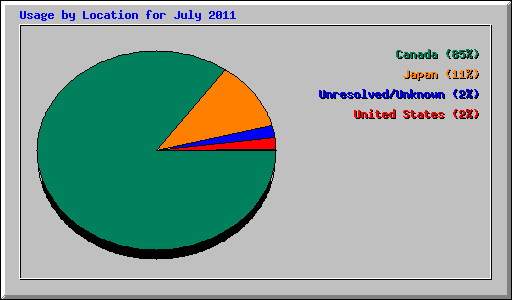 Usage by Location for July 2011
Canada (85%)
Japan (11%)
Unresolved/Unknown (2%)
United States (2%)